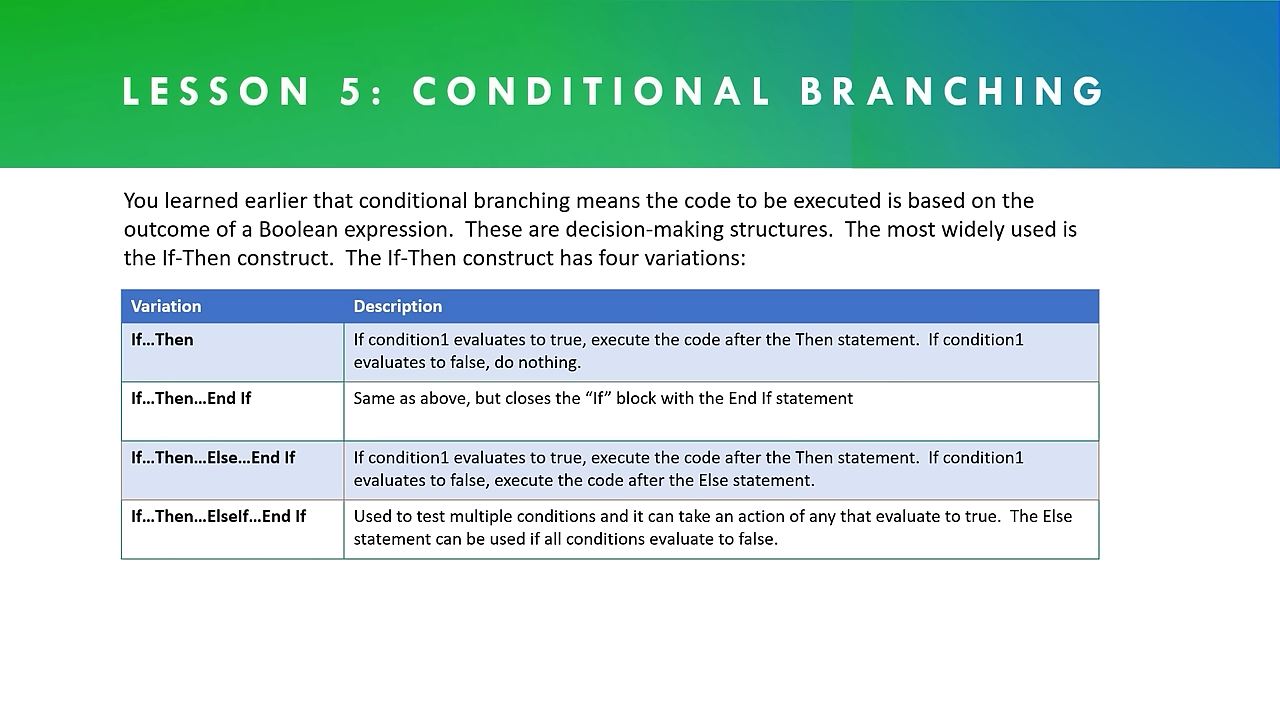 LESSON 5: CONDITIONAL BRANCHING
You learned earlier that conditional branching means the code to be executed is based on the
outcome of a Boolean expression.  These are decision-making structures.  The most widely used is
the If-Then construct.  The If-Then construct has four variations:
Variation
Description
If…Then
If condition1 evaluates to true, execute the code after the Then statement.  If condition1
evaluates to false, do nothing.
If…Then…End If
Same as above, but closes the “If” block with the End If statement
If…Then…Else…End If
If condition1 evaluates to true, execute the code after the Then statement.  If condition1
evaluates to false, execute the code after the Else statement.
If…Then…ElseIf…End If
Used to test multiple conditions and it can take an action of any that evaluate to true.  The Else
statement can be used if all conditions evaluate to false.